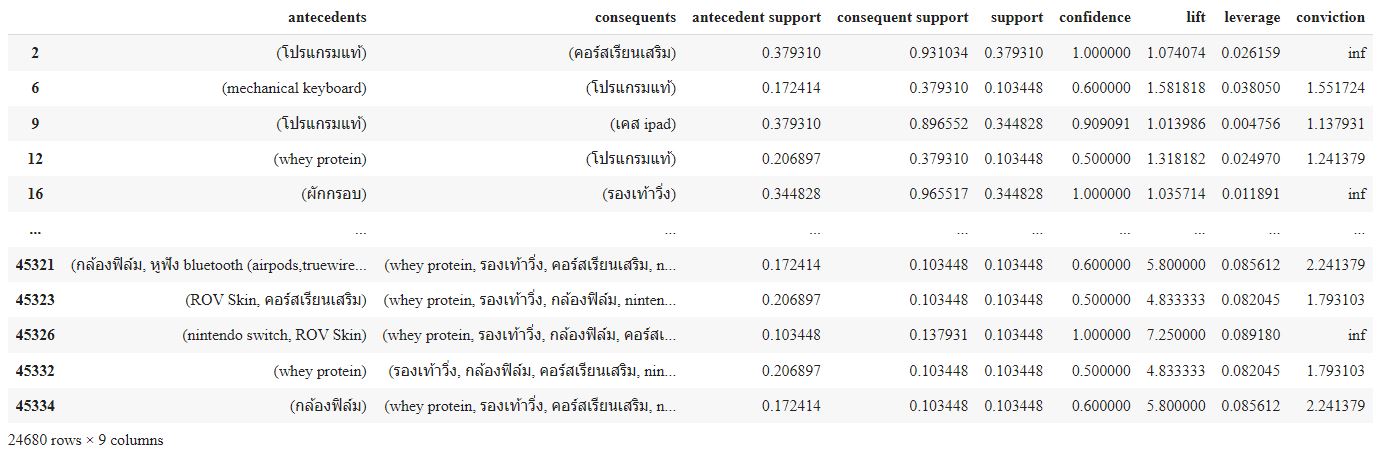 antecedents consequents antecedent support consequent support support confidence lift leverage conviction
2 (โปรแกรมแท้) (คอร์สเรียนเสริม) 0.379310 0.931034 0.379310 1.000000 1.074074 0.026159 inf
6 (mechanical keyboard) (โปรแกรมแท้) 0.172414 0.379310 0.103448 0.600000 1.581818 0.038050 1.551724
9 (โปรแกรมแท้) (เคส ipad) 0.379310 0.896552 0.344828 0.909091 1.013986 0.004756 1.137931
12 (whey protein) (โปรแกรมแท้) 0.206897 0.379310 0.103448 0.500000 1.318182 0.024970 1.241379
16 (ผักกรอบ) (รองเท้าวิ่ง) 0.344828 0.965517 0.344828 1.000000 1.035714 0.011891 inf
... ... ... ... ... ... ... ... ... ...
45321 (กล้องฟิล์ม, หูฟัง bluetooth (airpods,truewire... (whey protein, รองเท้าวิ่ง, คอร์สเรียนเสริม, n... 0.172414 0.103448 0.103448 0.600000 5.800000 0.085612 2.241379
45323 (ROV Skin, คอร์สเรียนเสริม) (whey protein, รองเท้าวิ่ง, กล้องฟิล์ม, ninten... 0.206897 0.103448 0.103448 0.500000 4.833333 0.082045 1.793103
45326 (nintendo switch, ROV Skin) (whey protein, รองเท้าวิ่ง, กล้องฟิล์ม, คอร์สเ... 0.103448 0.137931 0.103448 1.000000 7.250000 0.089180 inf
45332 (whey protein) (รองเท้าวิ่ง, กล้องฟิล์ม, คอร์สเรียนเสริม, nin... 0.206897 0.103448 0.103448 0.500000 4.833333 0.082045 1.793103
45334 (กล้องฟิล์ม) (whey protein, รองเท้าวิ่ง, คอร์สเรียนเสริม, n... 0.172414 0.103448 0.103448 0.600000 5.800000 0.085612 2.241379
24680 rows × 9 columns